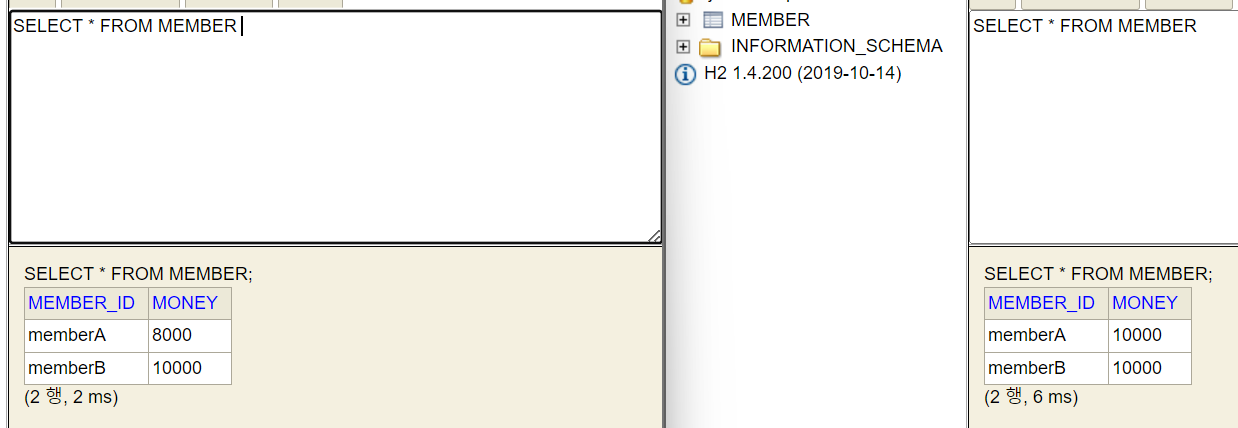 SELECT * FROM MEMBER
SELECT * FROM MEMBER;
MEMBER_ID MONEY
memberA 8000
memberB 10000
(2 행, 2 ms)
MEMBER
INFORMATION_SCHEMA
H2 1.4.200 (2019-10-14)
SELECT * FROM MEMBER
SELECT * FROM MEMBER;
MEMBER_ID MONEY
memberA 10000
memberB 10000
(2 행, 6 ms)